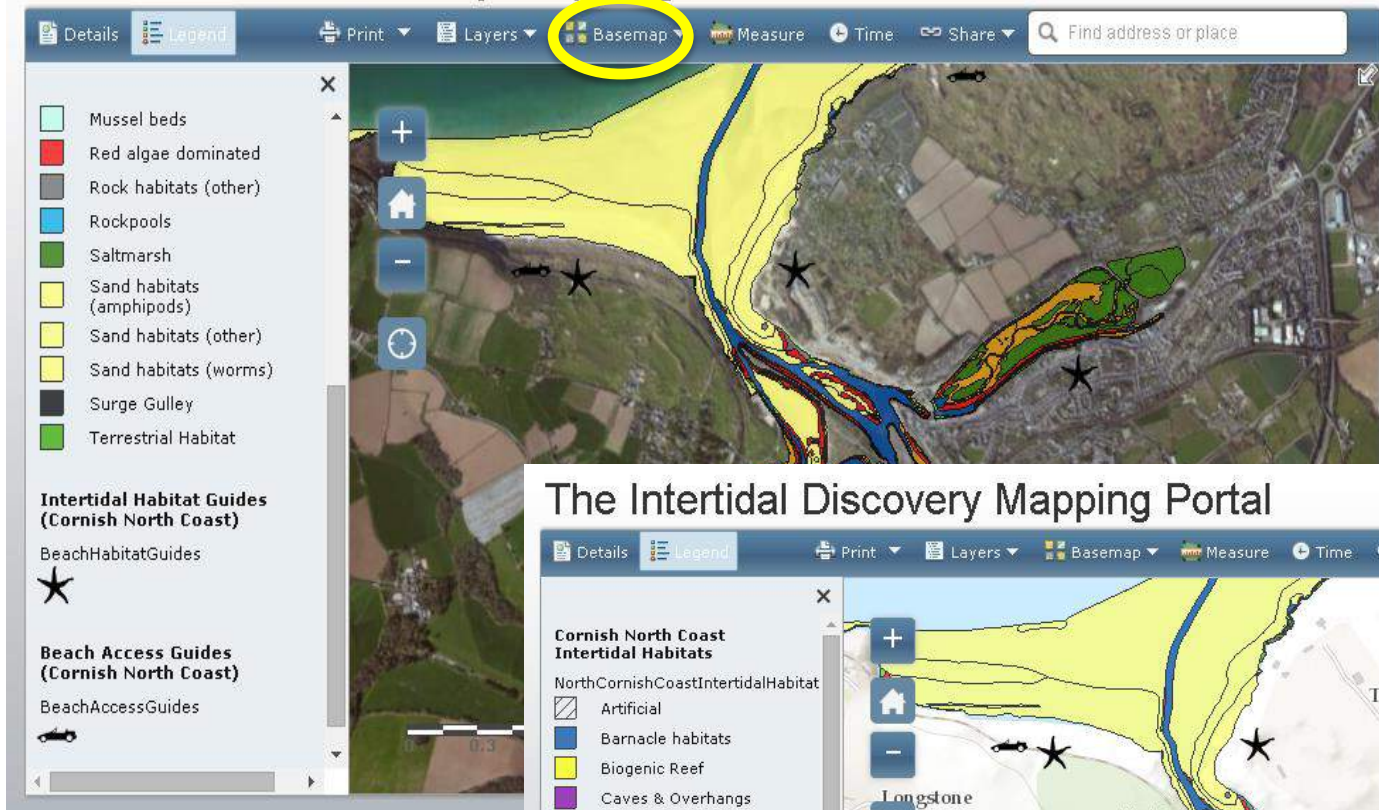 Details Legend Print Layers Basemap Measure Time Share Find address or place
Mussel beds
Red algae dominated
Rock habitats (other)
Rockpools
Saltmarsh
Sand habitats
(amphipods)
Sand habitats (other)
Sand habitats (worms)
Surge Gulley
Terrestrial Habitat
Intertidal Habitat Guides
(Cornish North Coast)
BeachHabitatGuides
Beach Access Guides
(Cornish North Coast)
BeachAccessGuides
0 0.3
The Intertidal Discovery Mapping Portal
Details Legend Print Layers Basemap Measure Time
Cornish North Coast
Intertidal Habitats
NorthCornishCoastIntertidalHabitat
Artificial
Barnacle habitats
Biogenic Reef
Caves & Overhangs
Longstone